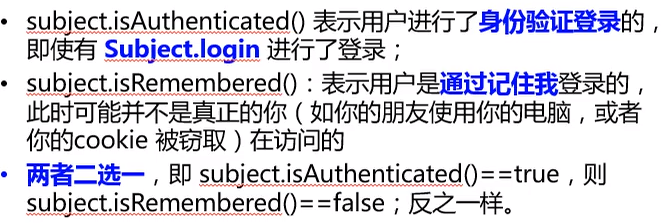 • subject.isAuthenticated() 表示用户进行了身份验证登录的，
即使有 Subject.login 进行了登录；
• subject.isRemembered()：表示用户是通过记住我登录的，
此时可能并不是真正的你（如你的朋友使用你的电脑，或者
你的cookie 被窃取）在访问的
• 两者二选一，即 subject.isAuthenticated()==true，则
subject.isRemembered()==false；反之一样。